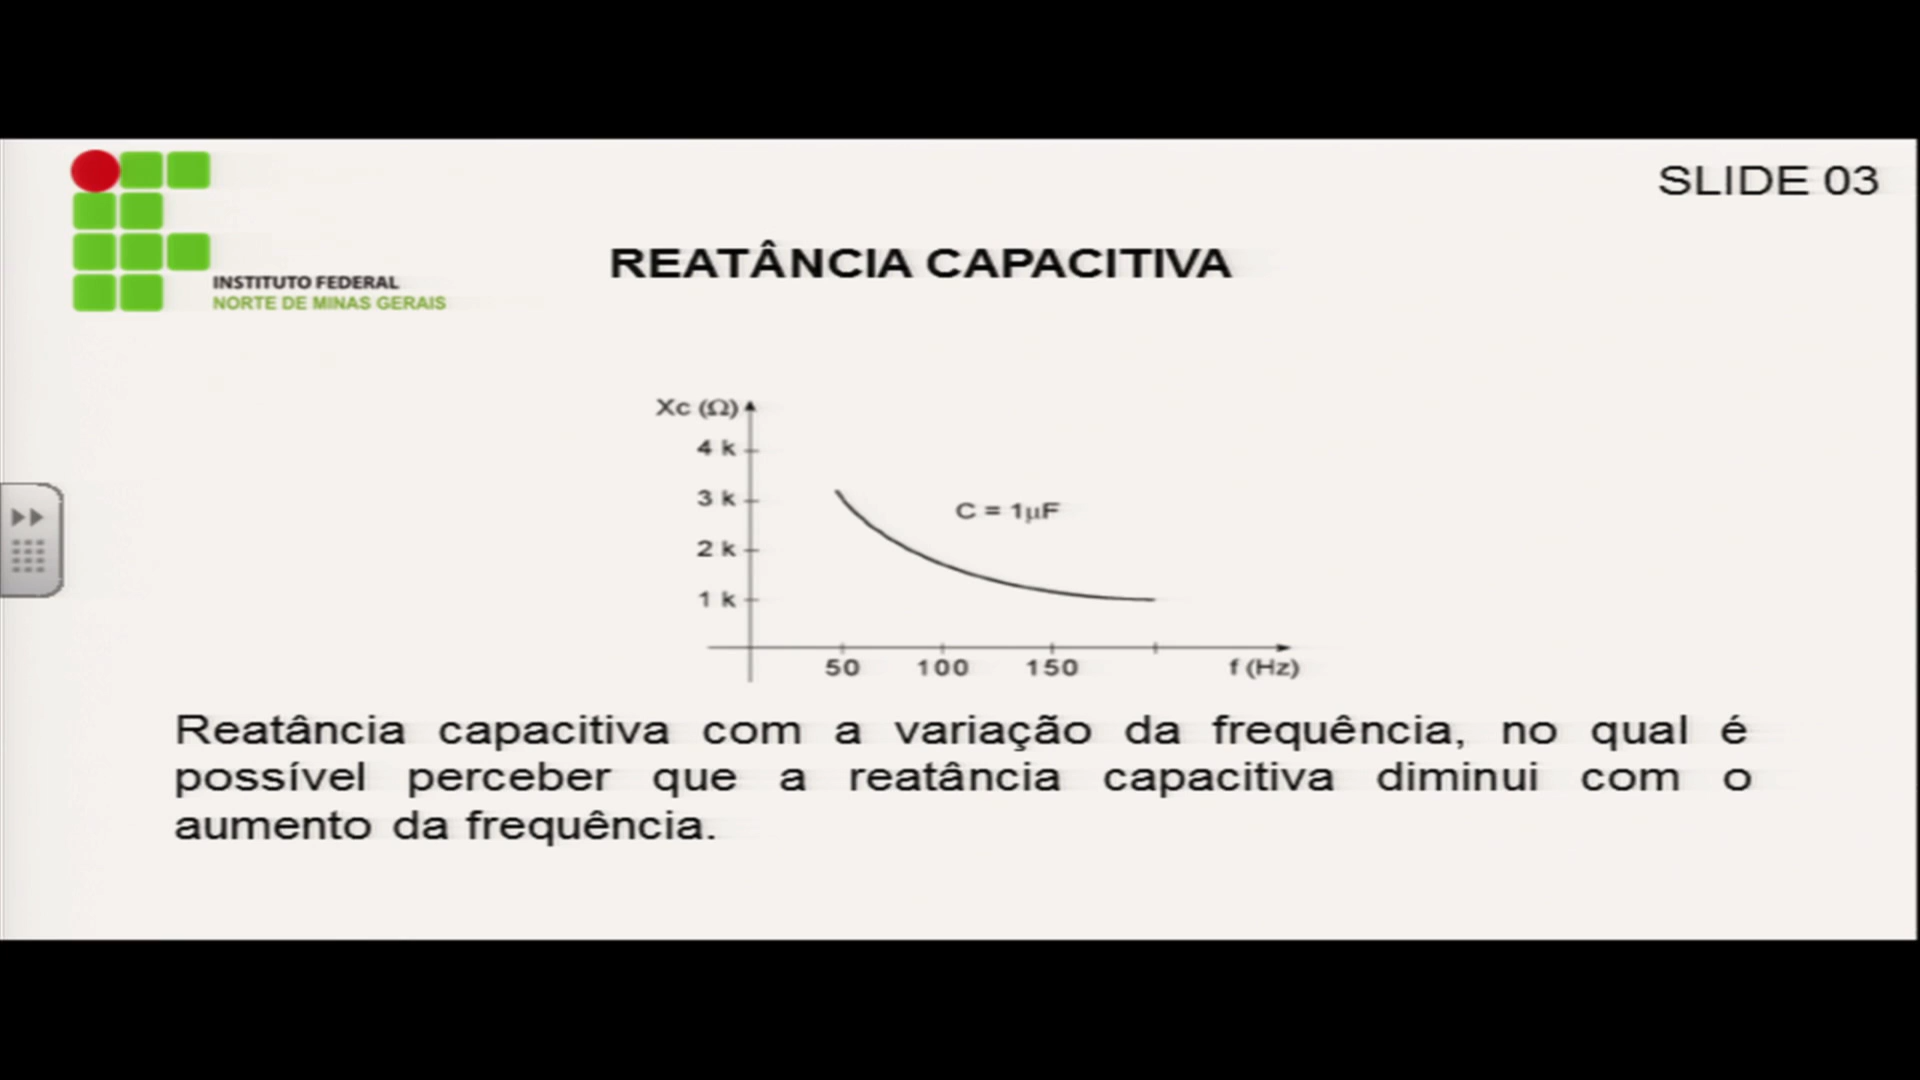 SLIDE 03
REATÂNCIA CAPACITIVA
INSTITUTO FEDERAL
NORTE DE MINAS GERAIS
Xc (Ω)
4 k
3 k
C = 1μF
2 k
1 k
50 100 150 f (Hz)
Reatância capacitiva com a variação da frequência, no qual é
possível perceber que a reatância capacitiva diminui com o
aumento da frequência.